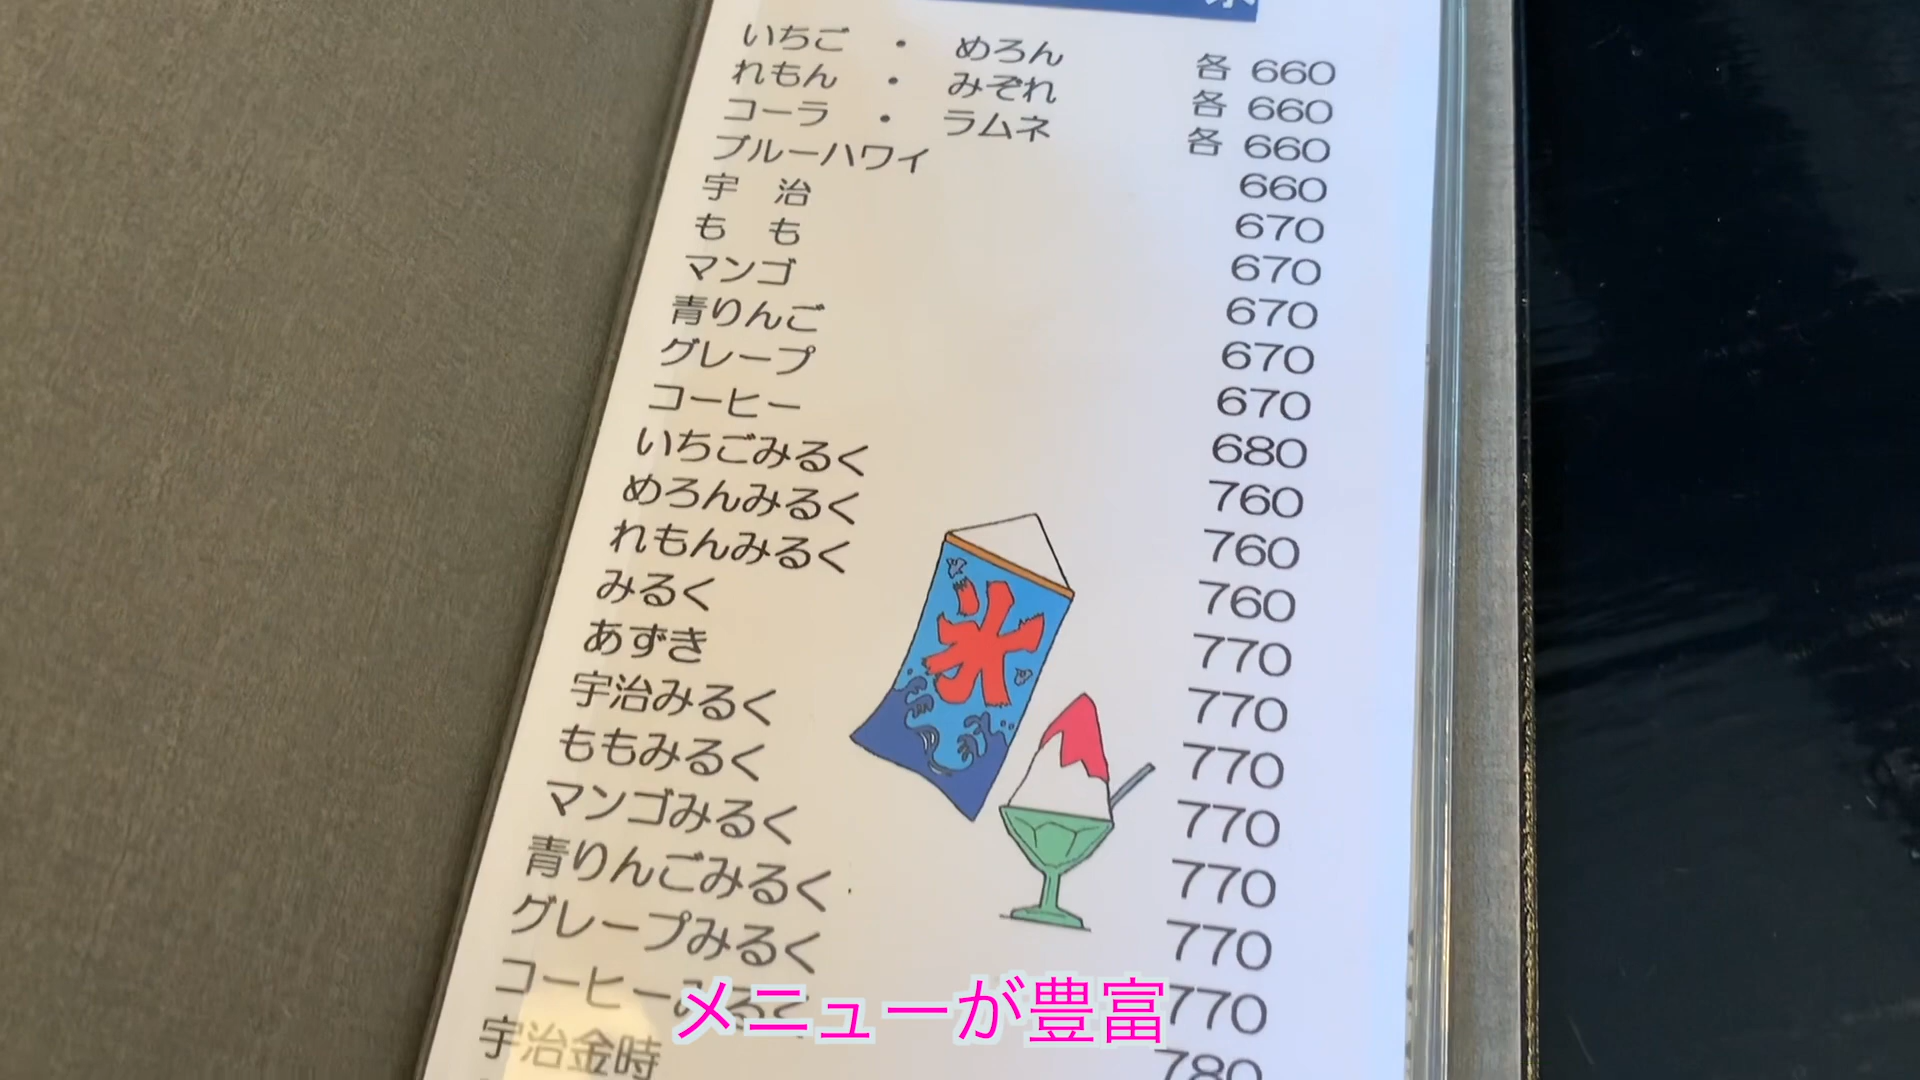 いちご ・ めろん 各 660
れもん ・ みぞれ 各 660
コーラ ・ ラムネ 各 660
ブルーハワイ 660
宇 治 670
も も 670
マンゴ 670
青りんご 670
グレープ 670
コーヒー 680
いちごみるく 760
めろんみるく 760
れもんみるく 760
みるく 770
あずき 770
宇治みるく 770
ももみるく 770
マンゴみるく 770
青りんごみるく 770
グレープみるく 770
コーヒーみるく 780
宇治金時
氷
メニューが豊富